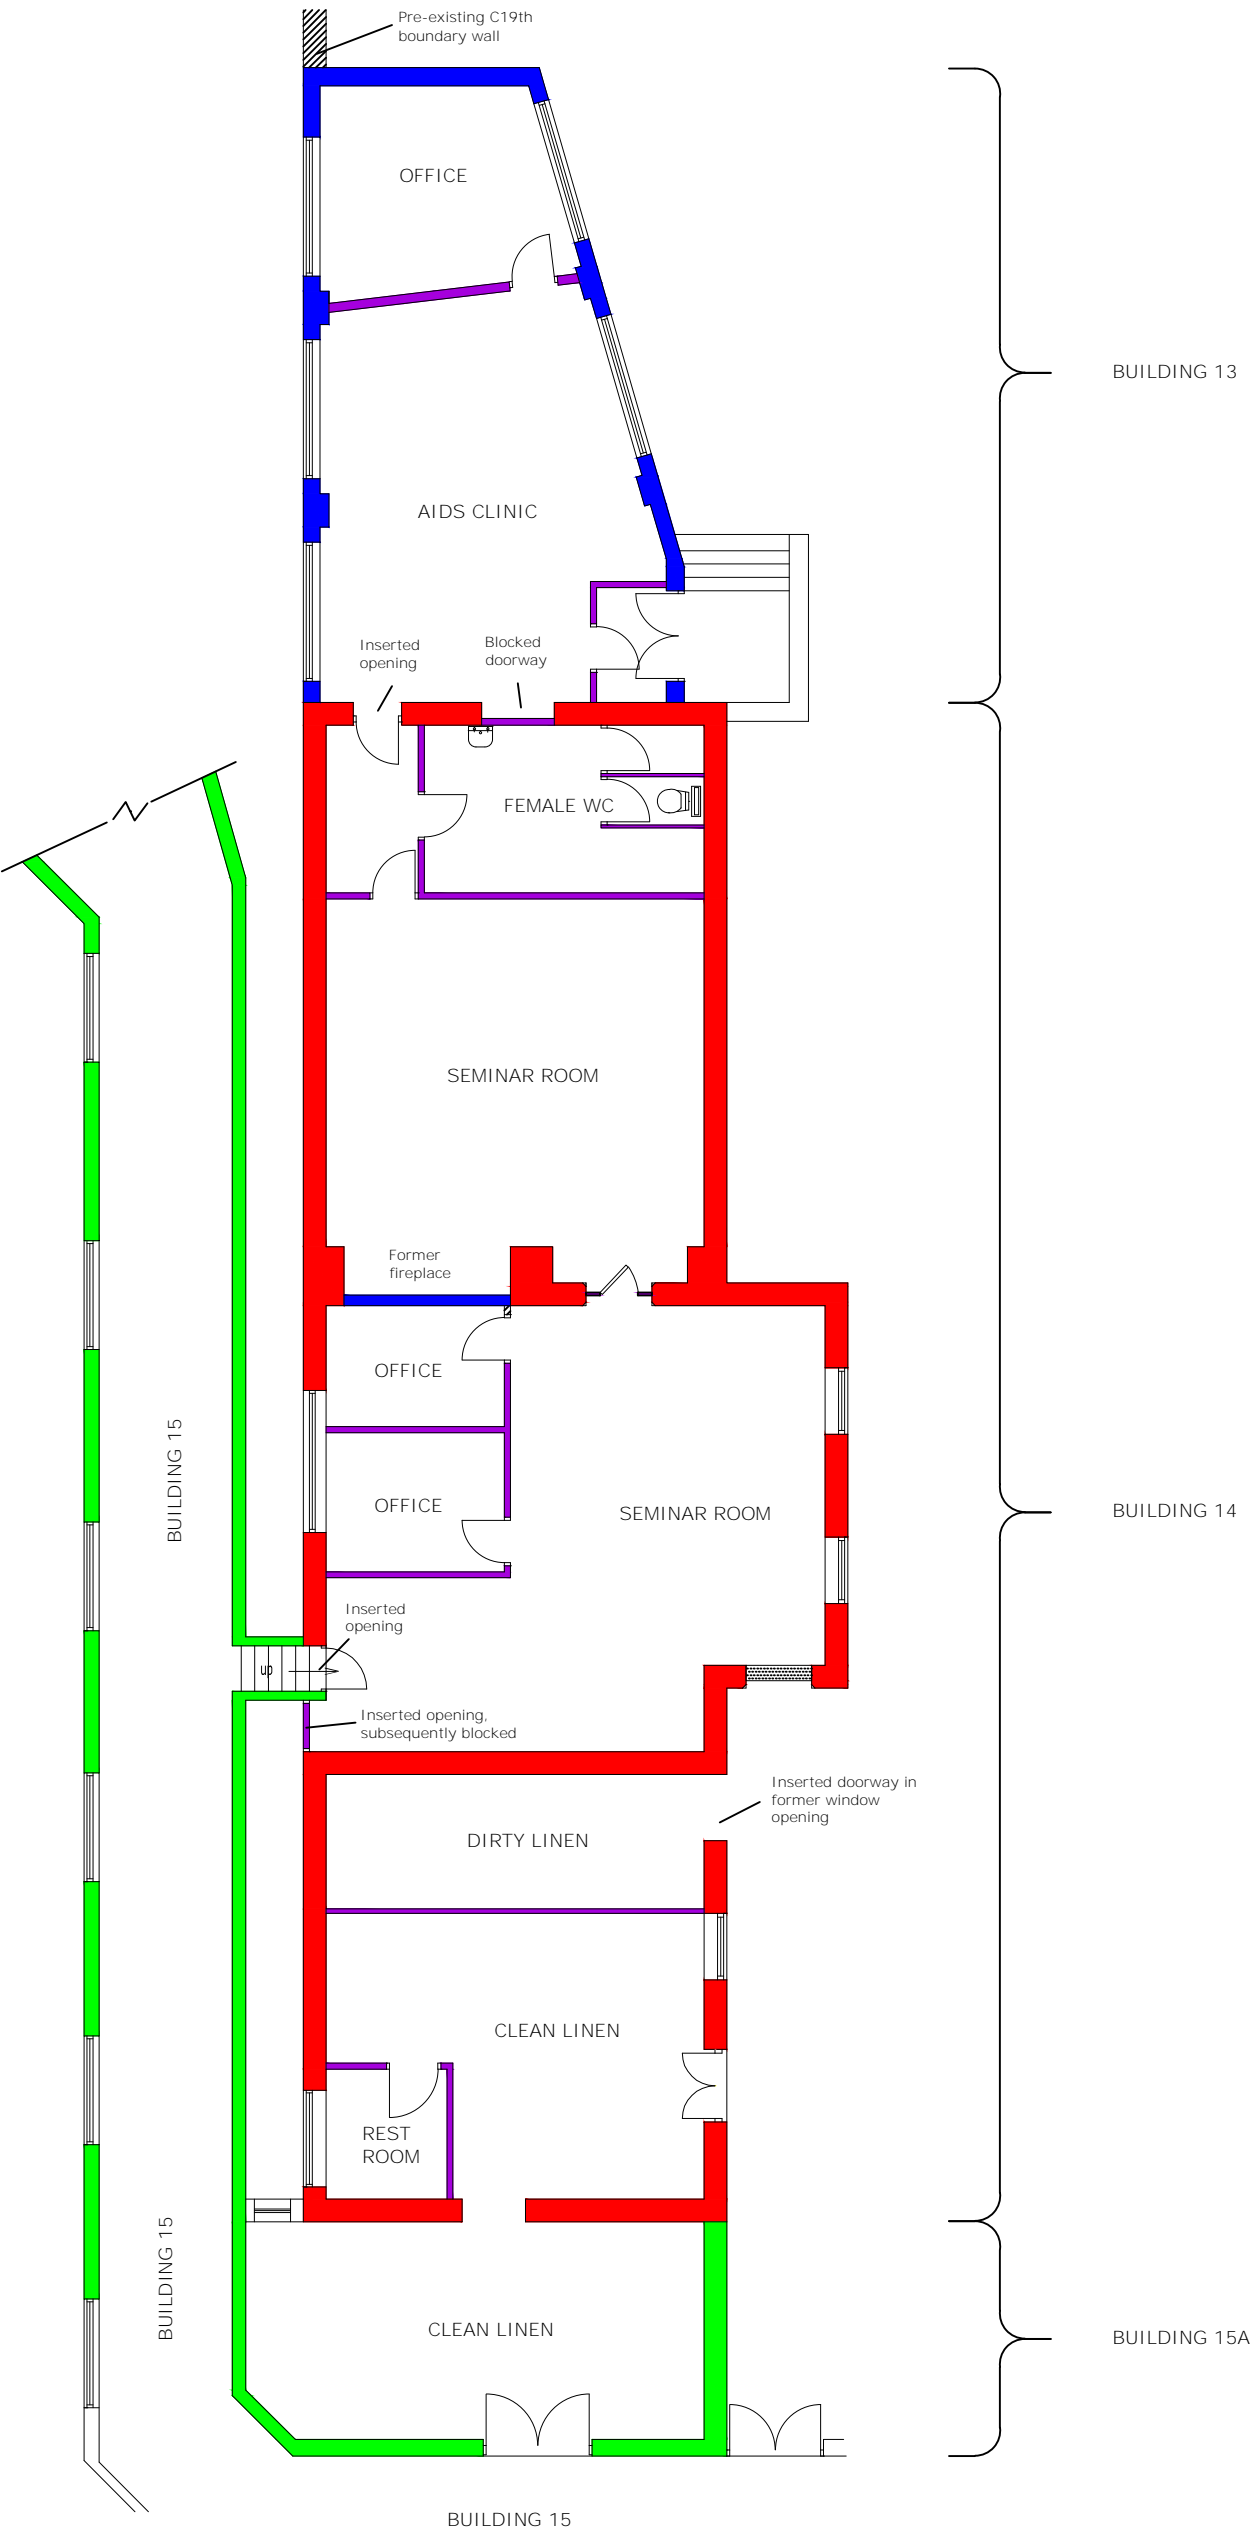 Pre-existing C19th
boundary wall
OFFICE
BUILDING 13
AIDS CLINIC
Inserted
opening
Blocked
doorway
FEMALE WC
SEMINAR ROOM
Former
fireplace
OFFICE
BUILDING 15
OFFICE
SEMINAR ROOM
BUILDING 14
Inserted
opening
up
Inserted opening,
subsequently blocked
Inserted doorway in
former window
opening
DIRTY LINEN
CLEAN LINEN
REST
ROOM
BUILDING 15
CLEAN LINEN
BUILDING 15A
BUILDING 15